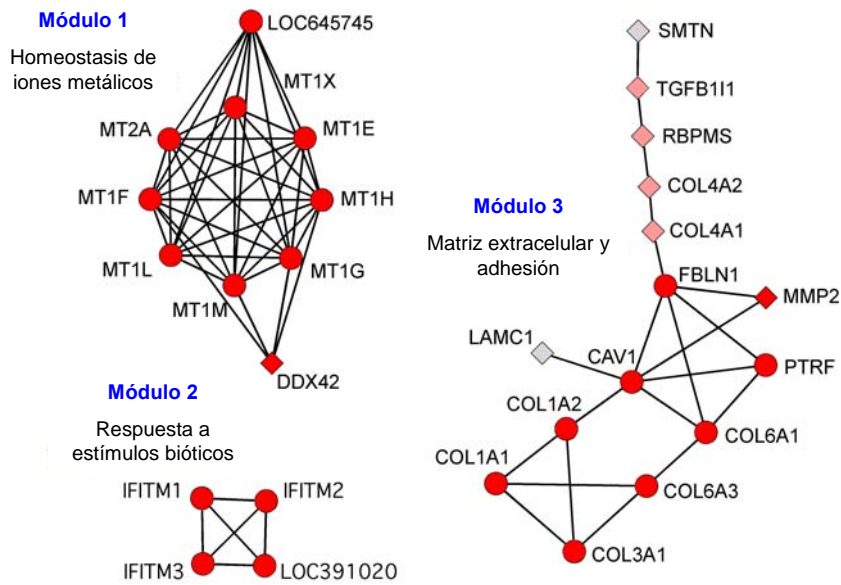 Módulo 1
Homeostasis de
iones metálicos
LOC645745
MT1X
MT2A
MT1E
MT1F
MT1H
MT1L
MT1G
MT1M
DDX42
Módulo 2
Respuesta a
estímulos bióticos
IFITM1
IFITM2
IFITM3
LOC391020
Módulo 3
Matriz extracelular y
adhesión
SMTN
TGFB1I1
RBPMS
COL4A2
COL4A1
FBLN1
MMP2
LAMC1
CAV1
PTRF
COL1A2
COL6A1
COL1A1
COL6A3
COL3A1